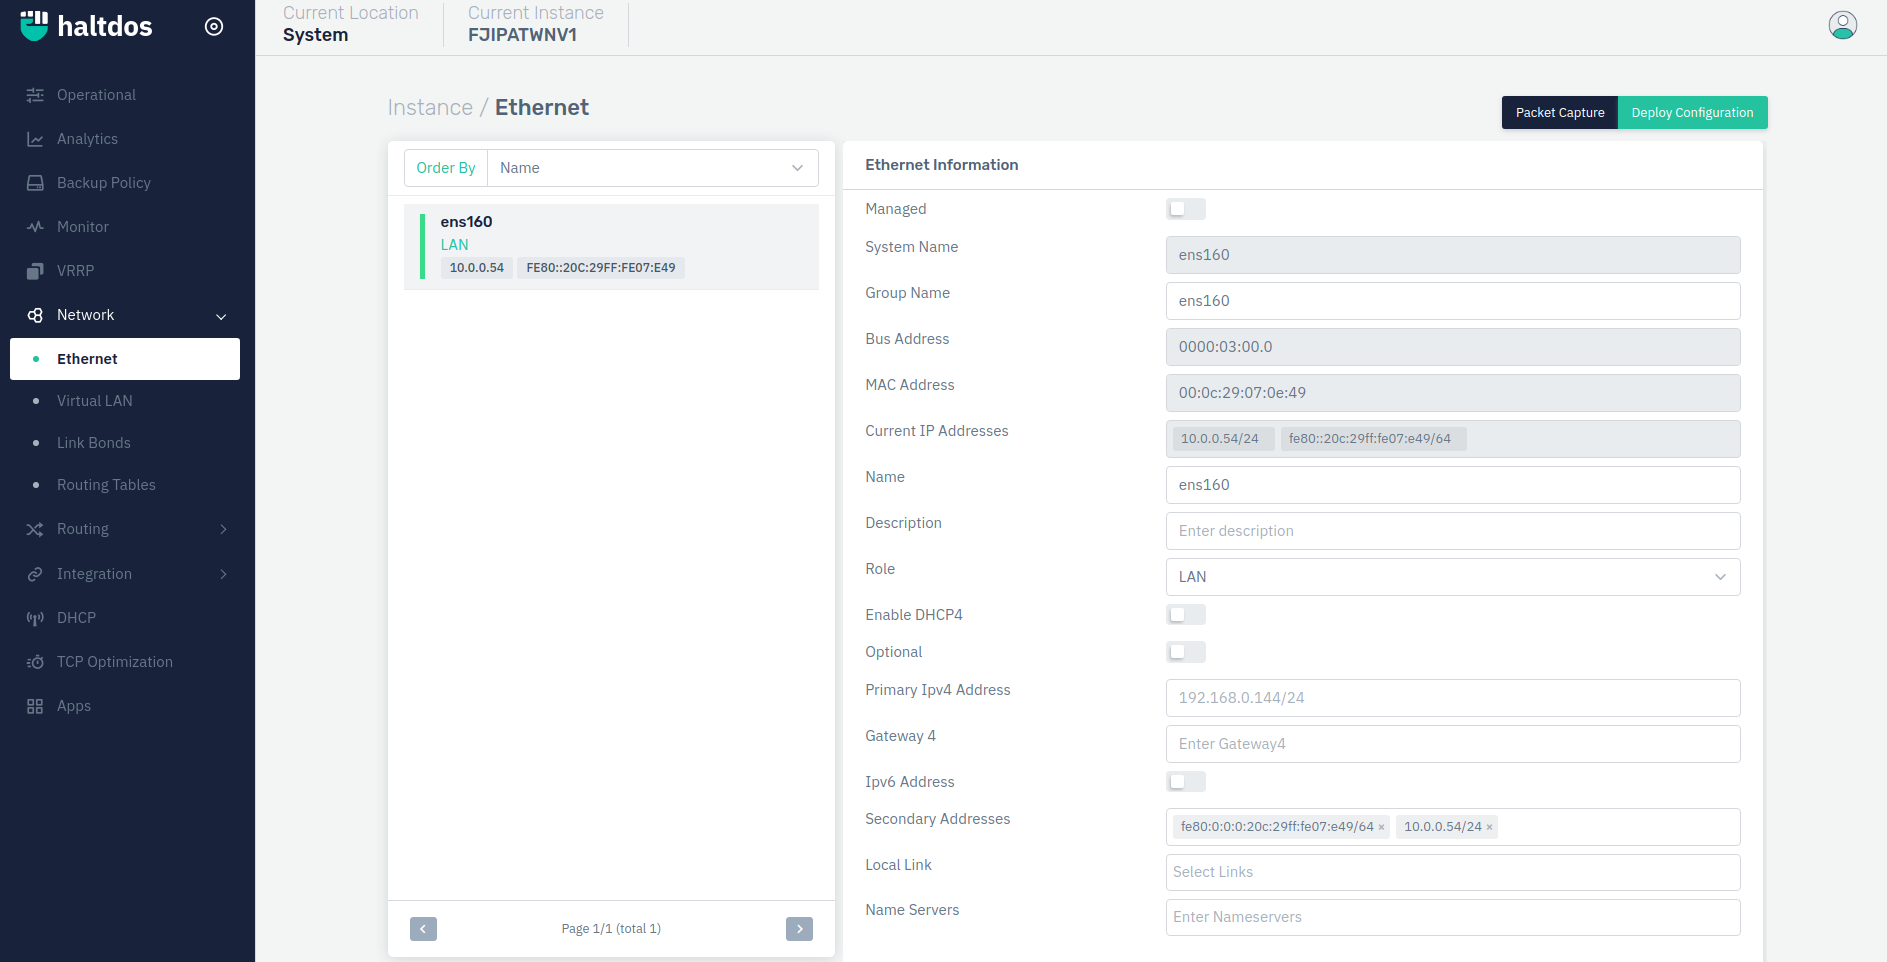 haltdos
Current Location
System
Current Instance
FJIPATWNV1
Operational
Analytics
Backup Policy
Monitor
VRRP
Network
Ethernet
Virtual LAN
Link Bonds
Routing Tables
Routing
Integration
DHCP
TCP Optimization
Apps
Instance / Ethernet
Packet Capture
Deploy Configuration
Order By
Name
ens160
LAN
10.0.0.54
FE80::20C:29FF:FE07:E49
Page 1/1 (total 1)
Ethernet Information
Managed
System Name
ens160
Group Name
ens160
Bus Address
0000:03:00.0
MAC Address
00:0c:29:07:0e:49
Current IP Addresses
10.0.0.54/24
fe80::20c:29ff:fe07:e49/64
Name
ens160
Description
Enter description
Role
LAN
Enable DHCP4
Optional
Primary Ipv4 Address
192.168.0.144/24
Gateway 4
Enter Gateway4
Ipv6 Address
Secondary Addresses
fe80:0:0:0:20c:29ff:fe07:e49/64 ×
10.0.0.54/24 ×
Local Link
Select Links
Name Servers
Enter Nameservers